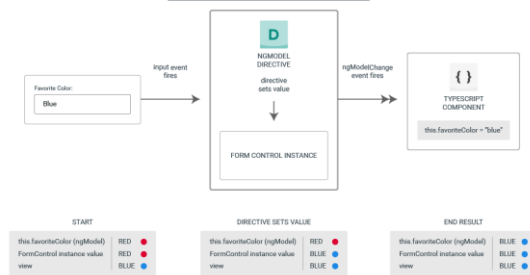 D
NGMODEL
DIRECTIVE
input event
fires
ngModelChange
event fires
directive
sets value
{ }
Favorite Color:
Blue
TYPESCRIPT
COMPONENT
this.favoriteColor = "blue"
FORM CONTROL INSTANCE
START
this.favoriteColor (ngModel) RED
FormControl instance value RED
view BLUE
DIRECTIVE SETS VALUE
this.favoriteColor (ngModel) RED
FormControl instance value BLUE
view BLUE
END RESULT
this.favoriteColor (ngModel) BLUE
FormControl instance value BLUE
view BLUE